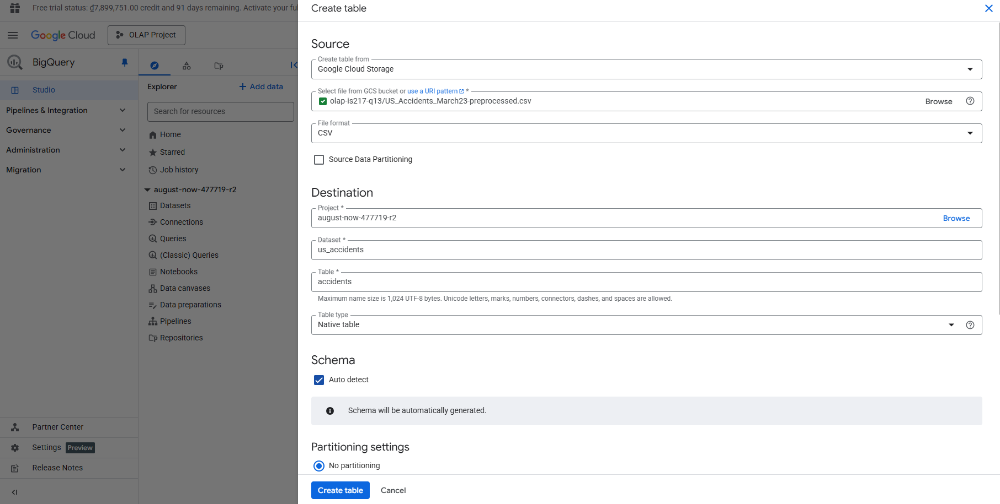 Free trial status: ₫7,899,751.00 credit and 91 days remaining. Activate your ful
Google Cloud
OLAP Project
BigQuery
Studio
Pipelines & Integration
Governance
Administration
Migration
Partner Center
Settings Preview
Release Notes
Explorer
+ Add data
Search for resources
Home
Starred
Job history
august-now-477719-r2
Datasets
Connections
Queries
(Classic) Queries
Notebooks
Data canvases
Data preparations
Pipelines
Repositories
Create table
Source
Create table from
Google Cloud Storage
Select file from GCS bucket or use a URI pattern *
olap-is217-q13/US_Accidents_March23-preprocessed.csv
Browse
File format
CSV
Source Data Partitioning
Destination
Project *
august-now-477719-r2
Browse
Dataset *
us_accidents
Table *
accidents
Maximum name size is 1,024 UTF-8 bytes. Unicode letters, marks, numbers, connectors, dashes, and spaces are allowed.
Table type
Native table
Schema
Auto detect
Schema will be automatically generated.
Partitioning settings
No partitioning
Create table
Cancel